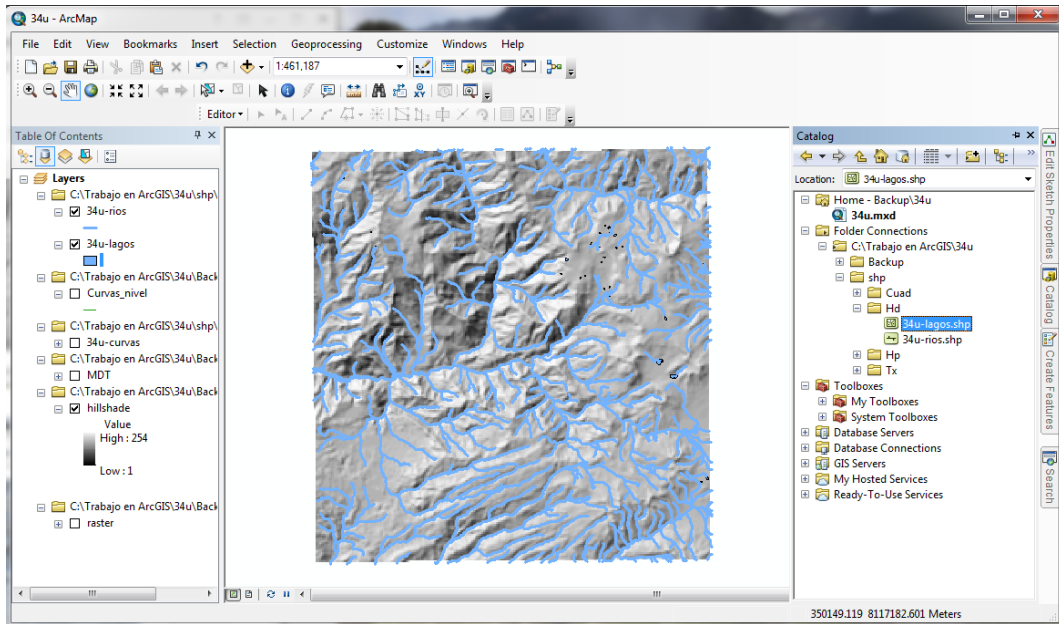 34u - ArcMap
File Edit View Bookmarks Insert Selection Geoprocessing Customize Windows Help
1:461,187
Editor
Table Of Contents
Layers
C:\Trabajo en ArcGIS\34u\shp\
34u-rios
34u-lagos
C:\Trabajo en ArcGIS\34u\Back
Curvas_nivel
C:\Trabajo en ArcGIS\34u\shp\
34u-curvas
C:\Trabajo en ArcGIS\34u\Back
MDT
C:\Trabajo en ArcGIS\34u\Back
hillshade
Value
High : 254
Low : 1
C:\Trabajo en ArcGIS\34u\Back
raster
Catalog
Location: 34u-lagos.shp
Home - Backup\34u
34u.mxd
Folder Connections
C:\Trabajo en ArcGIS\34u
Backup
shp
Cuad
Hd
34u-lagos.shp
34u-rios.shp
Hp
Tx
Toolboxes
My Toolboxes
System Toolboxes
Database Servers
Database Connections
GIS Servers
My Hosted Services
Ready-To-Use Services
Edit Sketch Properties
Catalog
Create Features
Search
350149.119 8117182.601 Meters